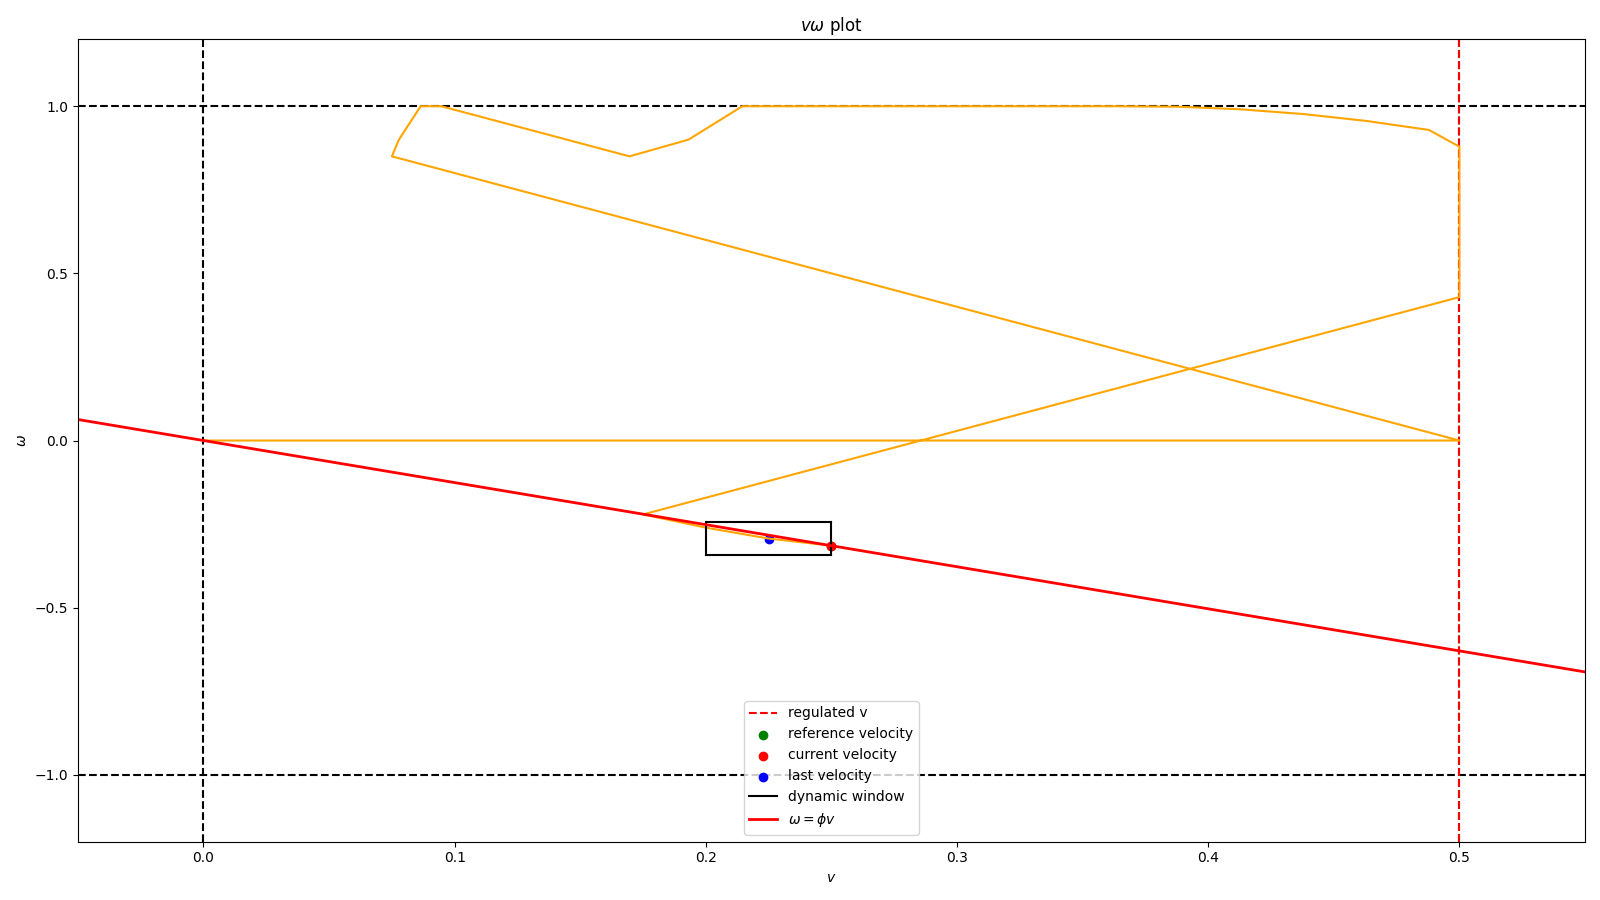 vω plot
1.0
0.5
0.0
−0.5
−1.0
ω
regulated v
reference velocity
current velocity
last velocity
dynamic window
ω = ϕv
0.0 0.1 0.2 0.3 0.4 0.5
v